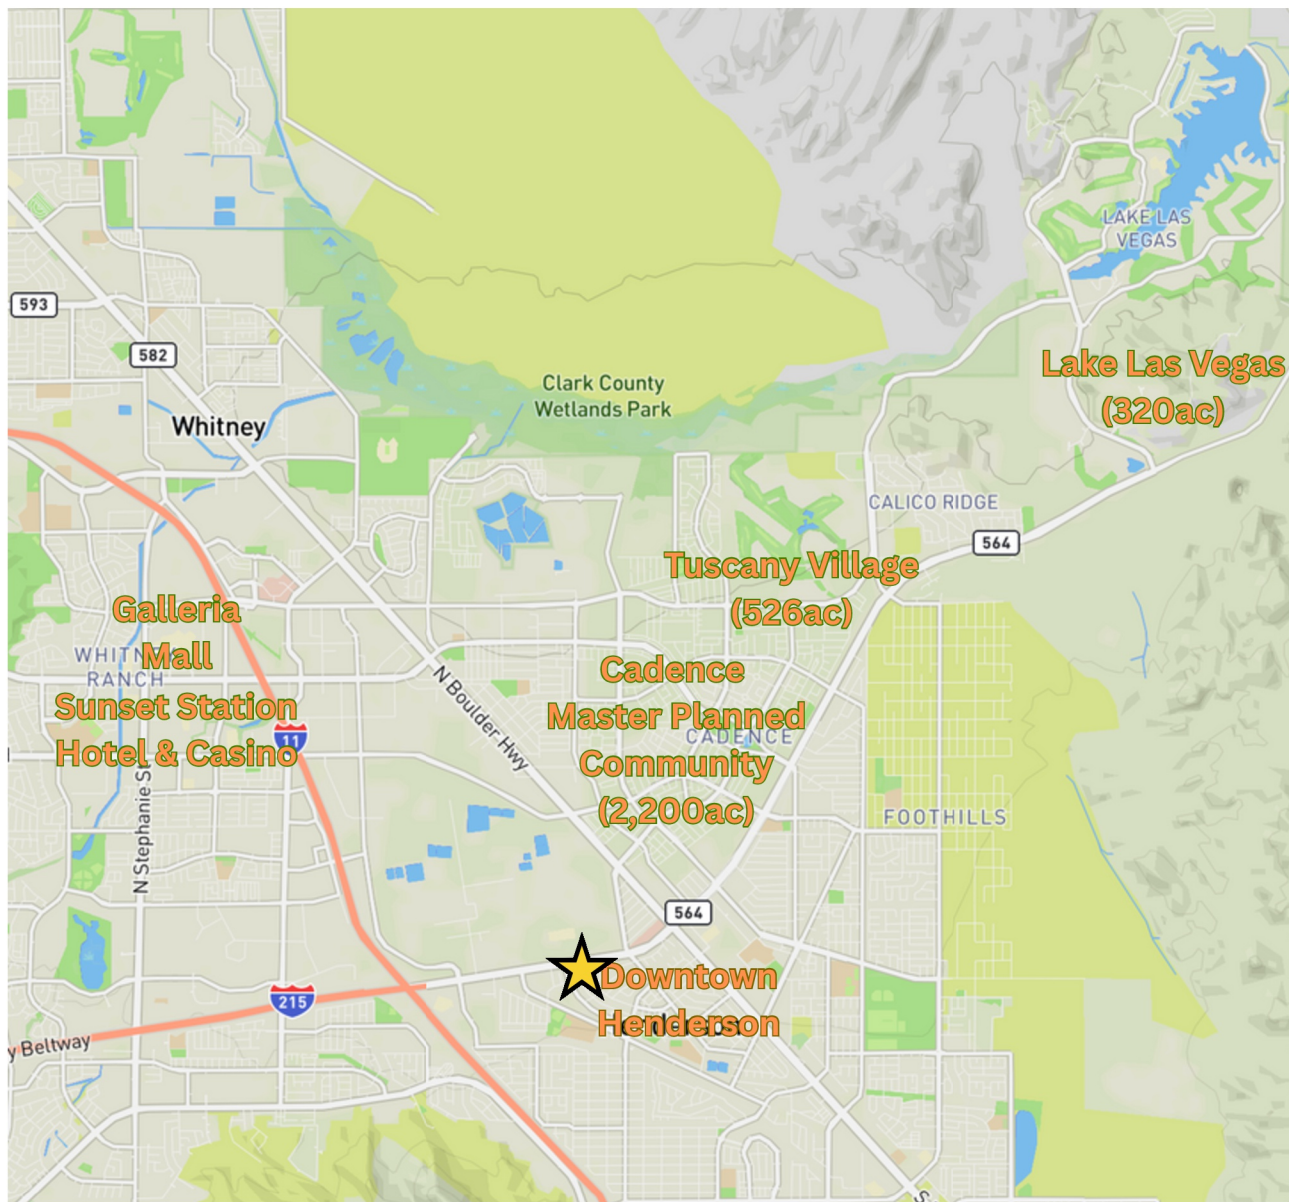 LAKE LAS
VEGAS
593
582
Lake Las Vegas
(320ac)
Clark County
Wetlands Park
Whitney
CALICO RIDGE
564
Tuscany Village
(526ac)
Galleria
Mall
Sunset Station
Hotel & Casino
WHITNEY
RANCH
11
Cadence
Master Planned
Community
(2,200ac)
CADENCE
N Boulder Hwy
N Stephanie St
FOOTHILLS
564
Downtown
Henderson
215
y Beltway